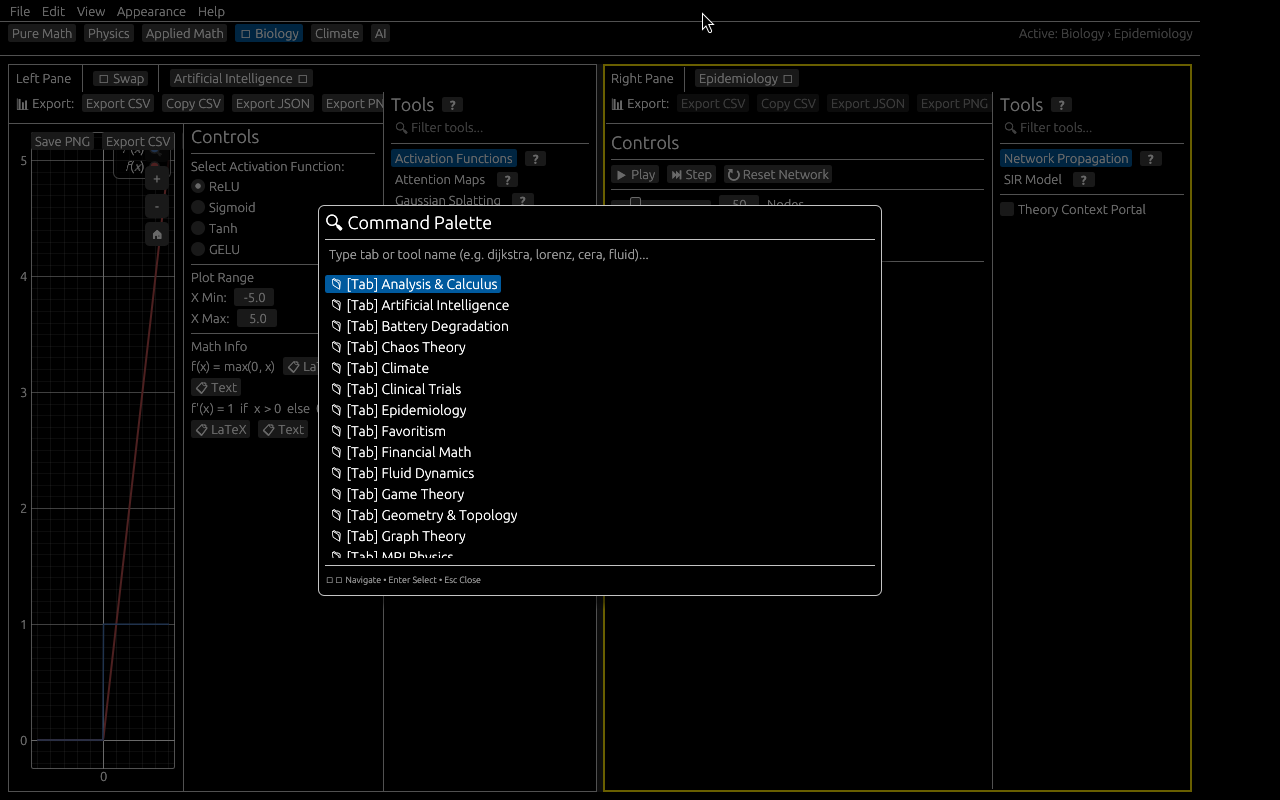 File Edit View Appearance Help
Pure Math Physics Applied Math Biology Climate AI Active: Biology › Epidemiology
Left Pane Swap Artificial Intelligence
Export: Export CSV Copy CSV Export JSON Export PN
Save PNG Export CSV
f(x)
+
-
5
4
3
2
1
0
0
Controls
Select Activation Function:
ReLU
Sigmoid
Tanh
GELU
Plot Range
X Min: -5.0
X Max: 5.0
Math Info
f(x) = max(0, x)
Text
f'(x) = 1 if x > 0 else
LaTeX Text
Tools ?
Filter tools...
Activation Functions ?
Attention Maps ?
Gaussian Splatting ?
Right Pane Epidemiology
Export: Export CSV Copy CSV Export JSON Export PNG
Controls
Play Step Reset Network
50 Nodes
Tools ?
Filter tools...
Network Propagation ?
SIR Model ?
Theory Context Portal
Command Palette
Type tab or tool name (e.g. dijkstra, lorenz, cera, fluid)...
[Tab] Analysis & Calculus
[Tab] Artificial Intelligence
[Tab] Battery Degradation
[Tab] Chaos Theory
[Tab] Climate
[Tab] Clinical Trials
[Tab] Epidemiology
[Tab] Favoritism
[Tab] Financial Math
[Tab] Fluid Dynamics
[Tab] Game Theory
[Tab] Geometry & Topology
[Tab] Graph Theory
[Tab] MRI Physics
Navigate • Enter Select • Esc Close